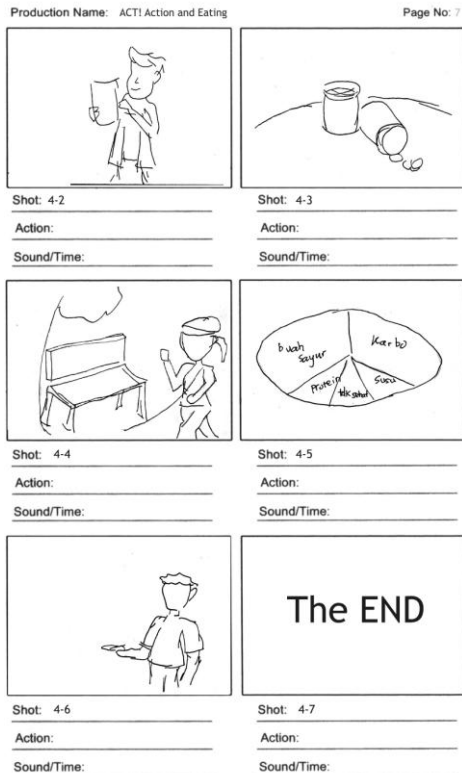 Production Name: ACT! Action and Eating
Page No: 7
Shot: 4-2
Action:
Sound/Time:
Shot: 4-3
Action:
Sound/Time:
Shot: 4-4
Action:
Sound/Time:
buah
sayur
Karbo
Protein
tdk sehat
Susu
Shot: 4-5
Action:
Sound/Time:
Shot: 4-6
Action:
Sound/Time:
The END
Shot: 4-7
Action:
Sound/Time: